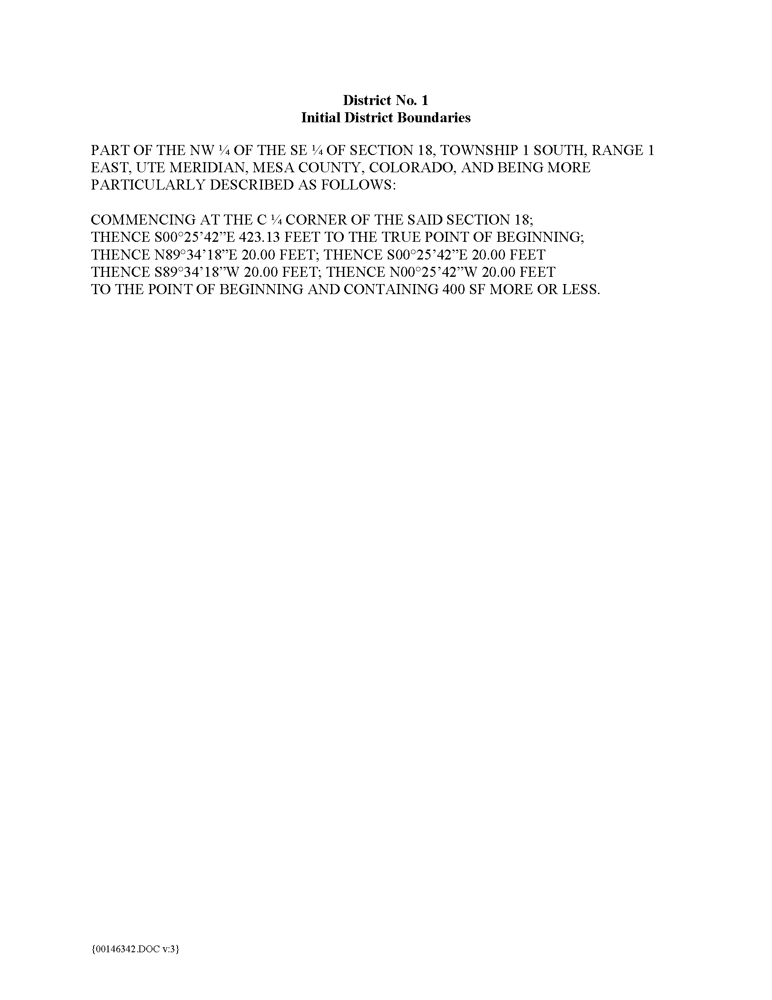 District No. 1
Initial District Boundaries
PART OF THE NW ¼ OF THE SE ¼ OF SECTION 18, TOWNSHIP 1 SOUTH, RANGE 1
EAST, UTE MERIDIAN, MESA COUNTY, COLORADO, AND BEING MORE
PARTICULARLY DESCRIBED AS FOLLOWS:
COMMENCING AT THE C ¼ CORNER OF THE SAID SECTION 18;
THENCE S00°25’42”E 423.13 FEET TO THE TRUE POINT OF BEGINNING;
THENCE N89°34’18”E 20.00 FEET; THENCE S00°25’42”E 20.00 FEET
THENCE S89°34’18”W 20.00 FEET; THENCE N00°25’42”W 20.00 FEET
TO THE POINT OF BEGINNING AND CONTAINING 400 SF MORE OR LESS.
{00146342.DOC v:3}